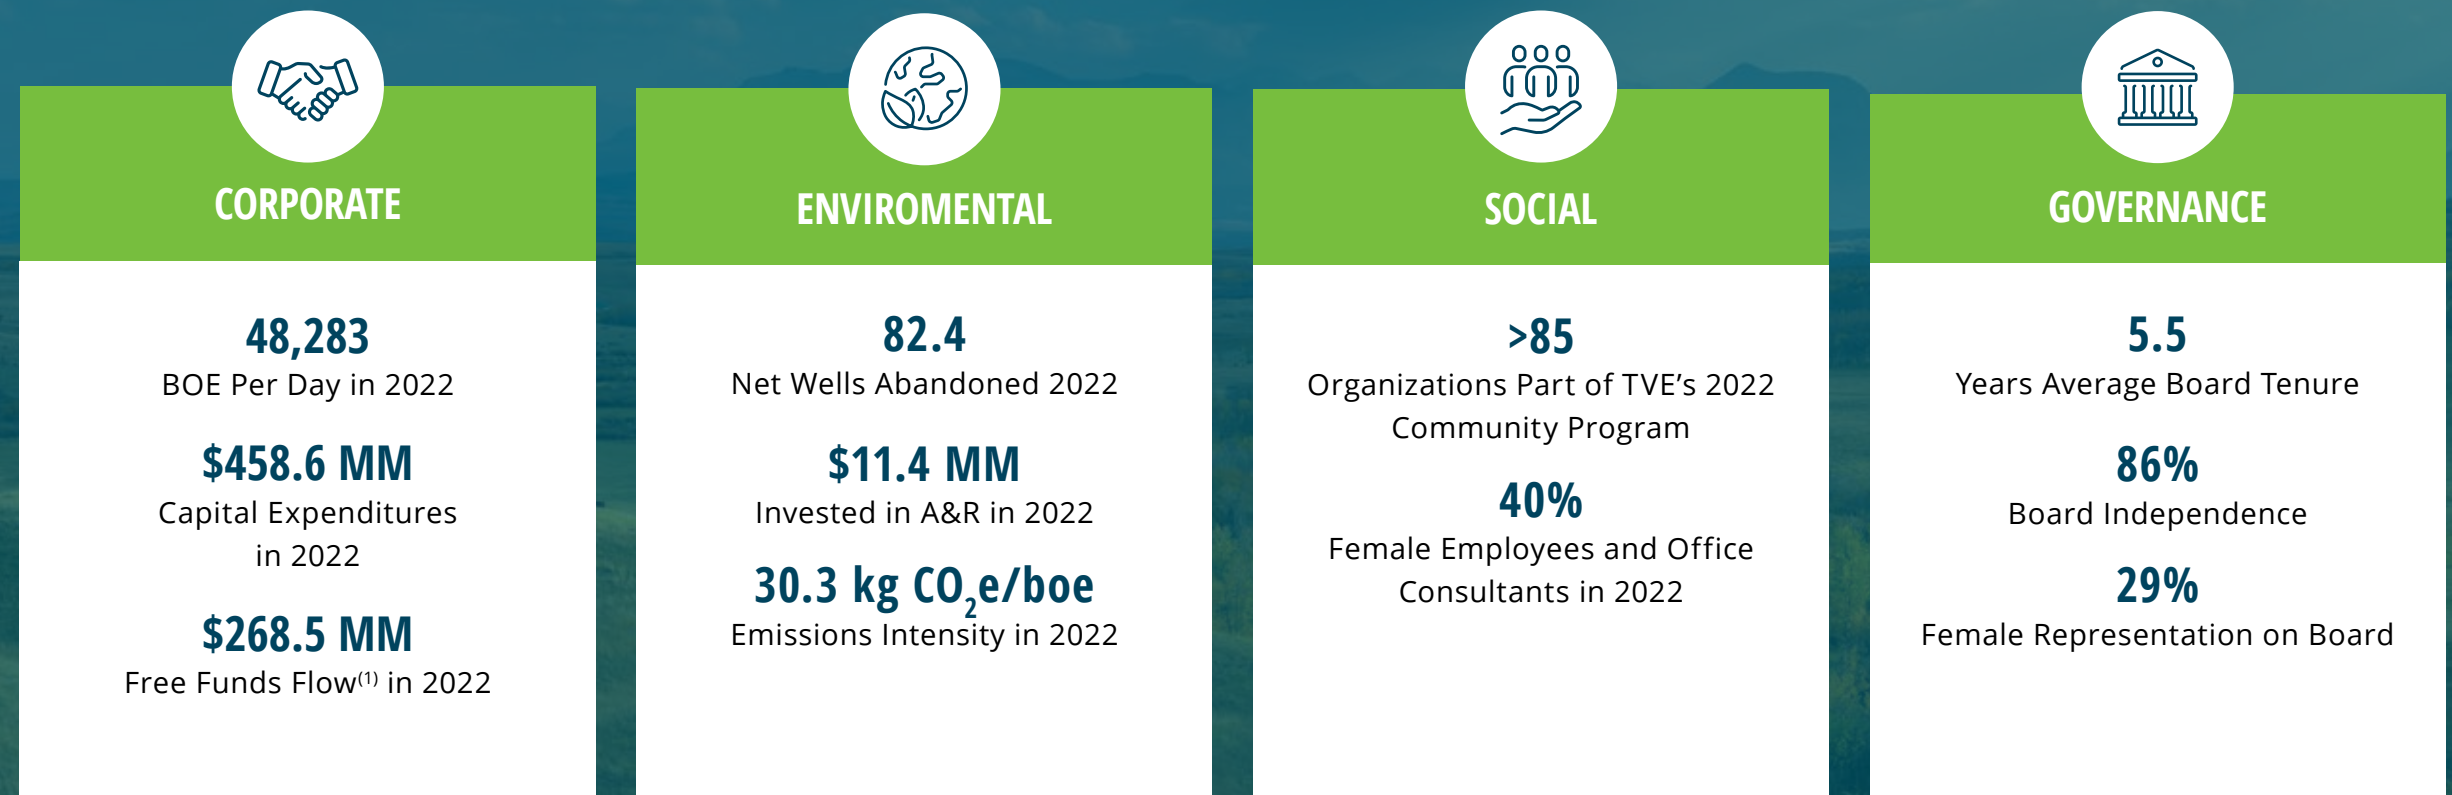 CORPORATE
48,283
BOE Per Day in 2022
$458.6 MM
Capital Expenditures
in 2022
$268.5 MM
Free Funds Flow(1) in 2022
ENVIROMENTAL
82.4
Net Wells Abandoned 2022
$11.4 MM
Invested in A&R in 2022
30.3 kg CO2e/boe
Emissions Intensity in 2022
SOCIAL
>85
Organizations Part of TVE’s 2022
Community Program
40%
Female Employees and Office
Consultants in 2022
GOVERNANCE
5.5
Years Average Board Tenure
86%
Board Independence
29%
Female Representation on Board